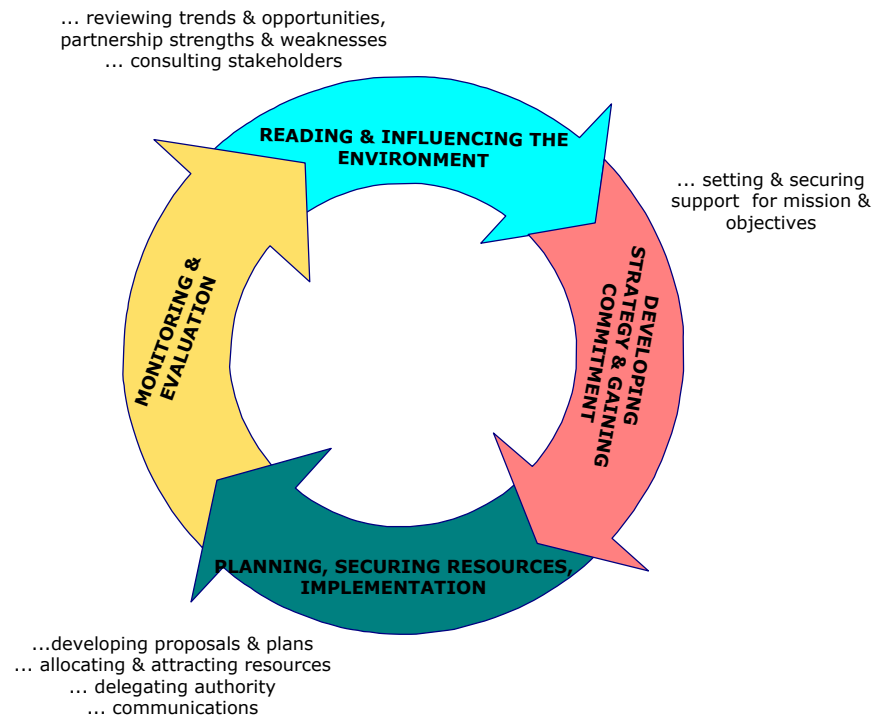 ... reviewing trends & opportunities,
partnership strengths & weaknesses
... consulting stakeholders
READING & INFLUENCING THE
ENVIRONMENT
... setting & securing
support for mission &
objectives
DEVELOPING
STRATEGY & GAINING
COMMITMENT
MONITORING &
EVALUATION
PLANNING, SECURING RESOURCES,
IMPLEMENTATION
...developing proposals & plans
... allocating & attracting resources
... delegating authority
... communications